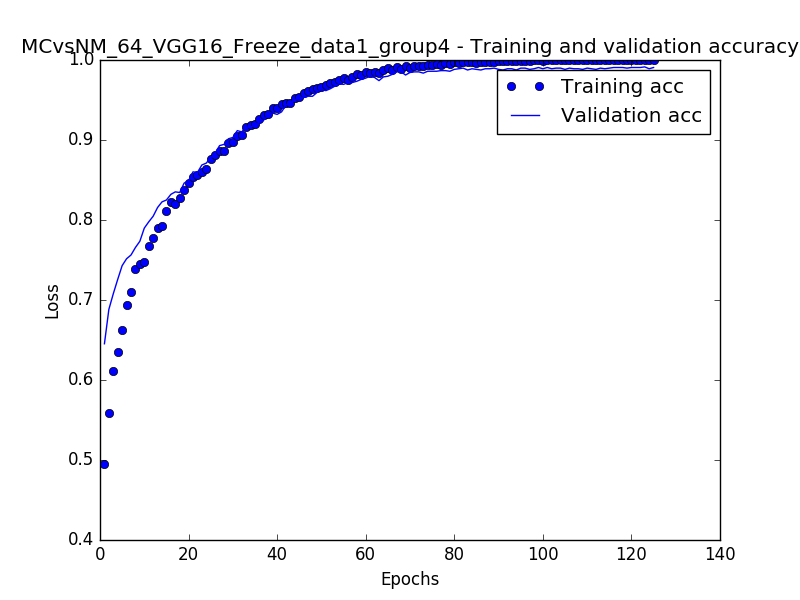 MCvsNM_64_VGG16_Freeze_data1_group4 - Training and validation accuracy
1.0
0.9
0.8
0.7
0.6
0.5
0.4
Loss
Training acc
Validation acc
0 20 40 60 80 100 120 140
Epochs